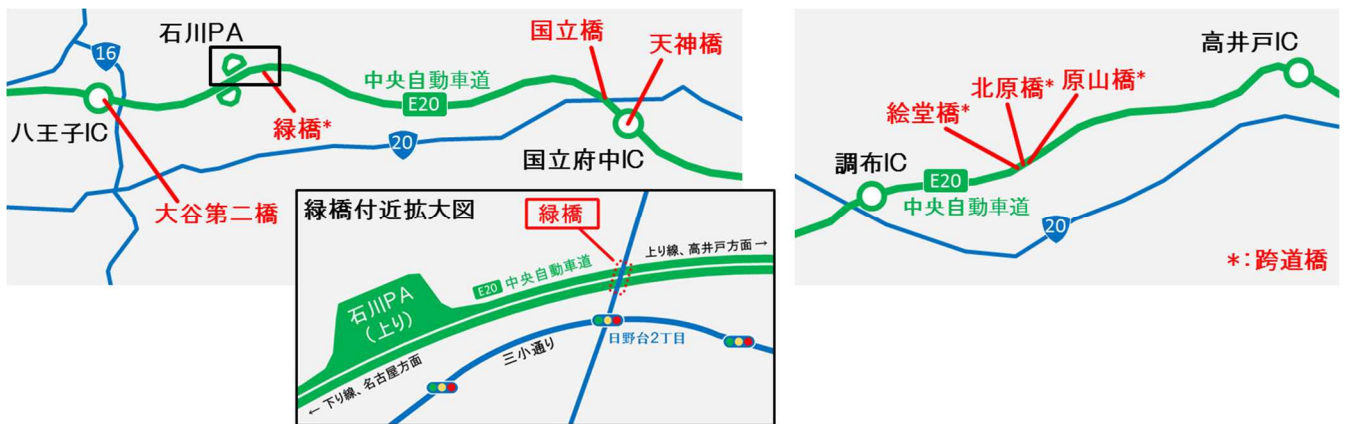 石川PA
国立橋
天神橋
16
中央自動車道
E20
八王子IC
緑橋*
20
国立府中IC
大谷第二橋
緑橋付近拡大図
緑橋
上り線、高井戸方面→
E20 中央自動車道
石川PA
(上り)
日野台2丁目
三小通り
← 下り線、名古屋方面
高井戸IC
原山橋*
北原橋*
絵堂橋*
調布IC
E20
中央自動車道
20
*:跨道橋